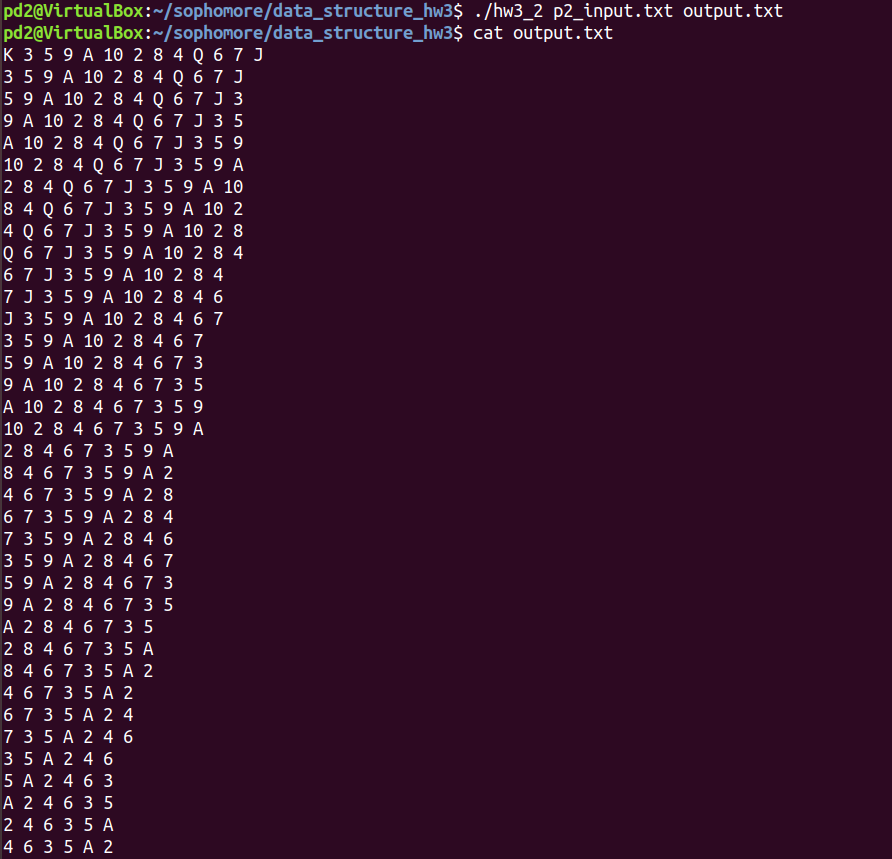 pd2@VirtualBox:~/sophomore/data_structure_hw3$ ./hw3_2 p2_input.txt output.txt
pd2@VirtualBox:~/sophomore/data_structure_hw3$ cat output.txt
K 3 5 9 A 10 2 8 4 Q 6 7 J
3 5 9 A 10 2 8 4 Q 6 7 J
5 9 A 10 2 8 4 Q 6 7 J 3
9 A 10 2 8 4 Q 6 7 J 3 5
A 10 2 8 4 Q 6 7 J 3 5 9
10 2 8 4 Q 6 7 J 3 5 9 A
2 8 4 Q 6 7 J 3 5 9 A 10
8 4 Q 6 7 J 3 5 9 A 10 2
4 Q 6 7 J 3 5 9 A 10 2 8
Q 6 7 J 3 5 9 A 10 2 8 4
6 7 J 3 5 9 A 10 2 8 4
7 J 3 5 9 A 10 2 8 4 6
J 3 5 9 A 10 2 8 4 6 7
3 5 9 A 10 2 8 4 6 7
5 9 A 10 2 8 4 6 7 3
9 A 10 2 8 4 6 7 3 5
A 10 2 8 4 6 7 3 5 9
10 2 8 4 6 7 3 5 9 A
2 8 4 6 7 3 5 9 A
8 4 6 7 3 5 9 A 2
4 6 7 3 5 9 A 2 8
6 7 3 5 9 A 2 8 4
7 3 5 9 A 2 8 4 6
3 5 9 A 2 8 4 6 7
5 9 A 2 8 4 6 7 3
9 A 2 8 4 6 7 3 5
A 2 8 4 6 7 3 5
2 8 4 6 7 3 5 A
8 4 6 7 3 5 A 2
4 6 7 3 5 A 2
6 7 3 5 A 2 4
7 3 5 A 2 4 6
3 5 A 2 4 6
5 A 2 4 6 3
A 2 4 6 3 5
2 4 6 3 5 A
4 6 3 5 A 2